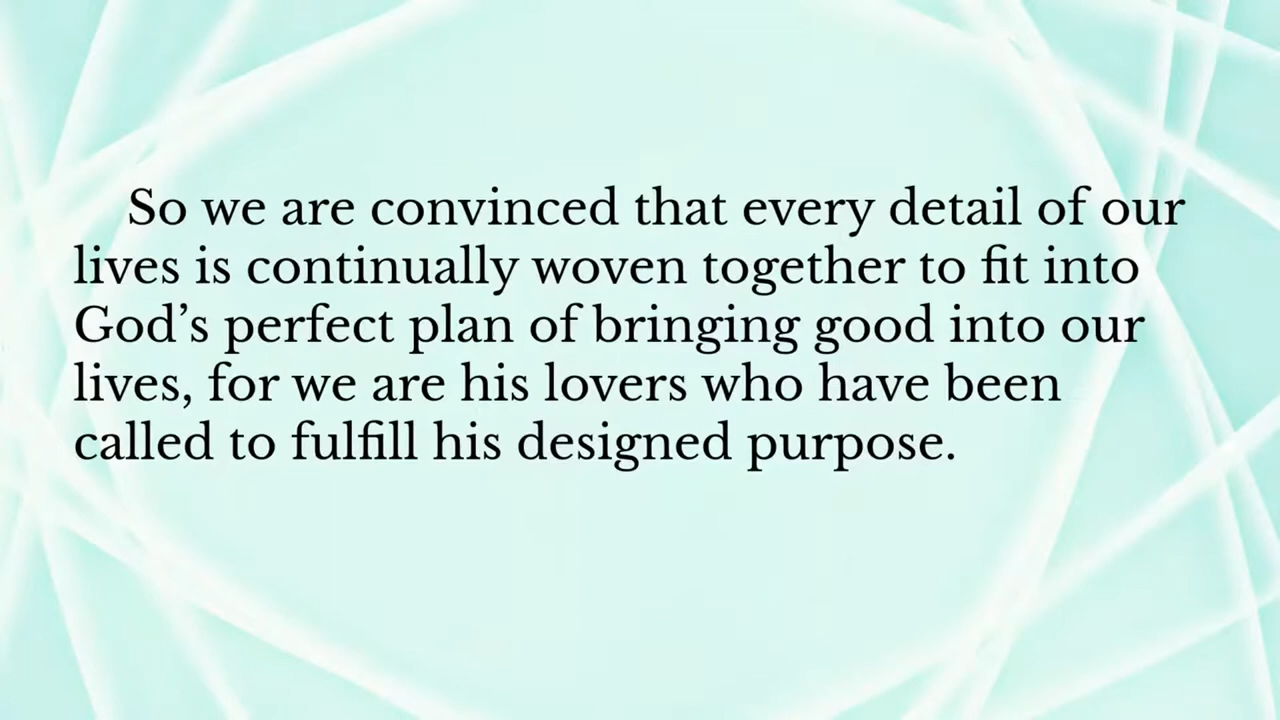 So we are convinced that every detail of our
lives is continually woven together to fit into
God’s perfect plan of bringing good into our
lives, for we are his lovers who have been
called to fulfill his designed purpose.